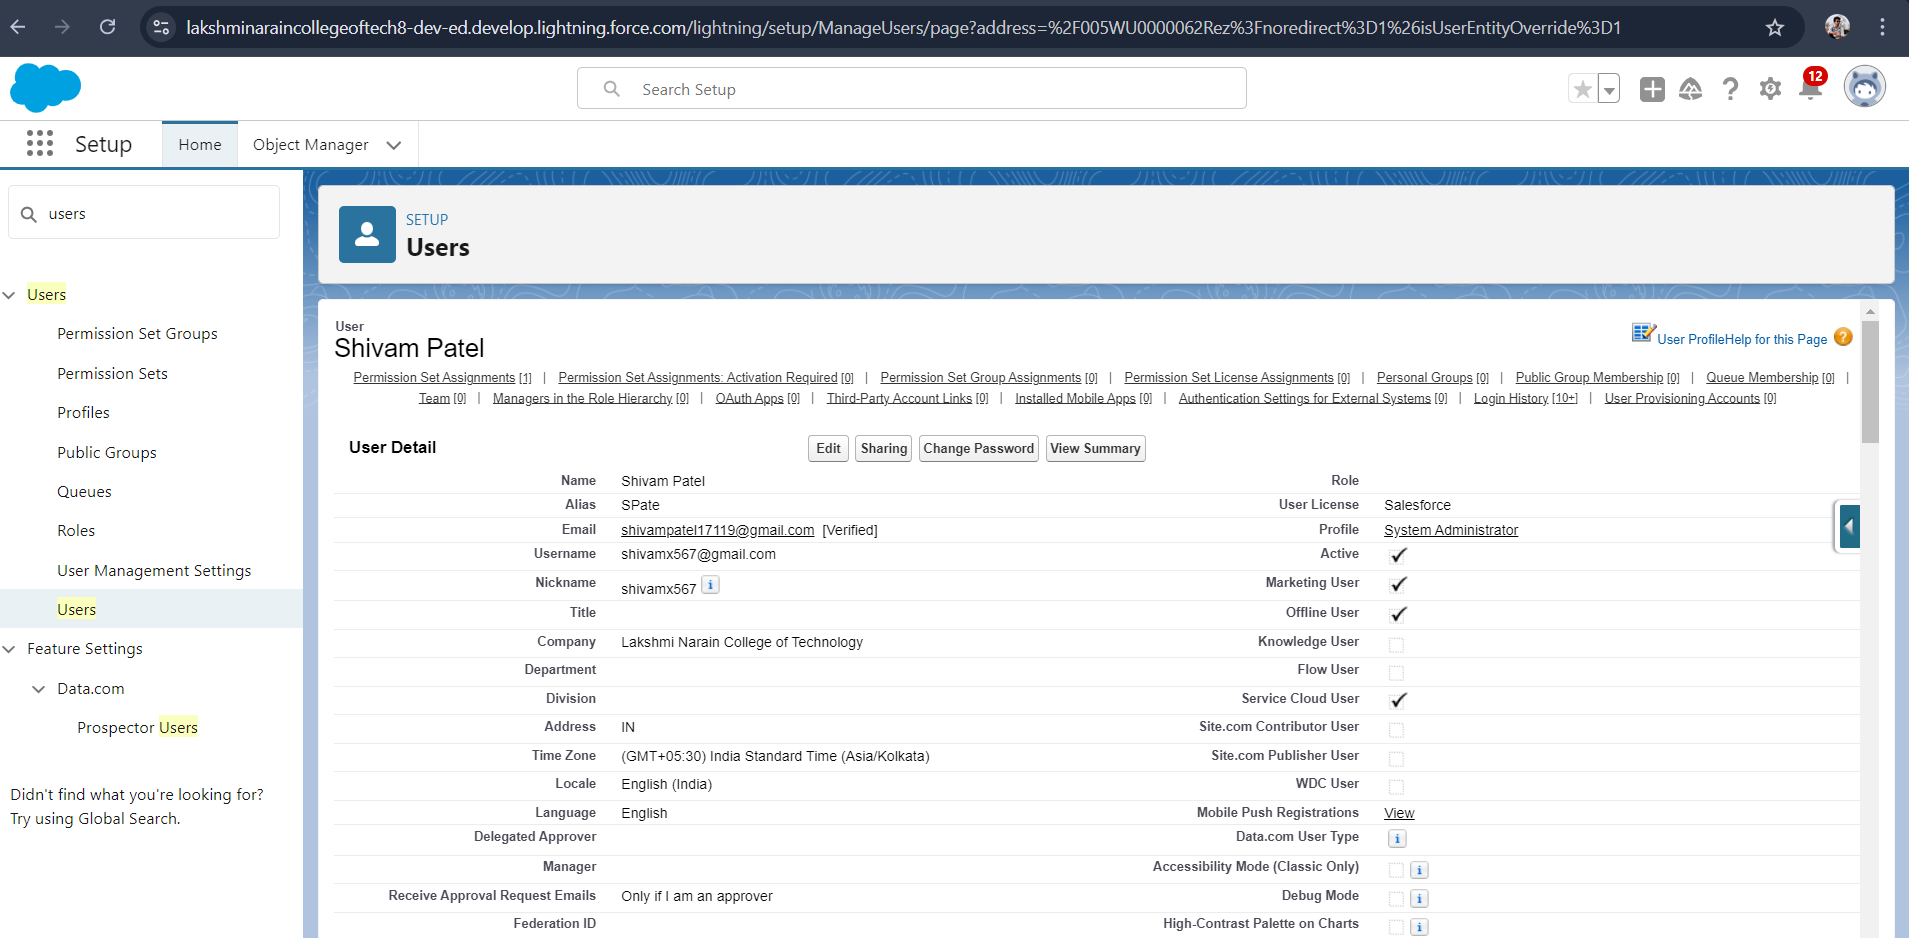 lakshminaraincollegeoftech8-dev-ed.develop.lightning.force.com/lightning/setup/ManageUsers/page?address=%2F005WU0000062Rez%3Fnoredirect%3D1%26isUserEntityOverride%3D1
Search Setup
12
Setup
Home
Object Manager
users
Users
Permission Set Groups
Permission Sets
Profiles
Public Groups
Queues
Roles
User Management Settings
Users
Feature Settings
Data.com
Prospector Users
Didn't find what you're looking for?
Try using Global Search.
SETUP
Users
User
Shivam Patel
User Profile Help for this Page ?
Permission Set Assignments [1] | Permission Set Assignments: Activation Required [0] | Permission Set Group Assignments [0] | Permission Set License Assignments [0] | Personal Groups [0] | Public Group Membership [0] | Queue Membership [0] |
Team [0] | Managers in the Role Hierarchy [0] | OAuth Apps [0] | Third-Party Account Links [0] | Installed Mobile Apps [0] | Authentication Settings for External Systems [0] | Login History [10+] | User Provisioning Accounts [0]
User Detail
Edit Sharing Change Password View Summary
Name Shivam Patel Role
Alias SPate User License Salesforce
Email shivampatel17119@gmail.com [Verified] Profile System Administrator
Username shivamx567@gmail.com Active
Nickname shivamx567 i Marketing User
Title Offline User
Company Lakshmi Narain College of Technology Knowledge User
Department Flow User
Division Service Cloud User
Address IN Site.com Contributor User
Time Zone (GMT+05:30) India Standard Time (Asia/Kolkata) Site.com Publisher User
Locale English (India) WDC User
Language English Mobile Push Registrations View
Delegated Approver Data.com User Type i
Manager Accessibility Mode (Classic Only) i
Receive Approval Request Emails Only if I am an approver Debug Mode i
Federation ID High-Contrast Palette on Charts i